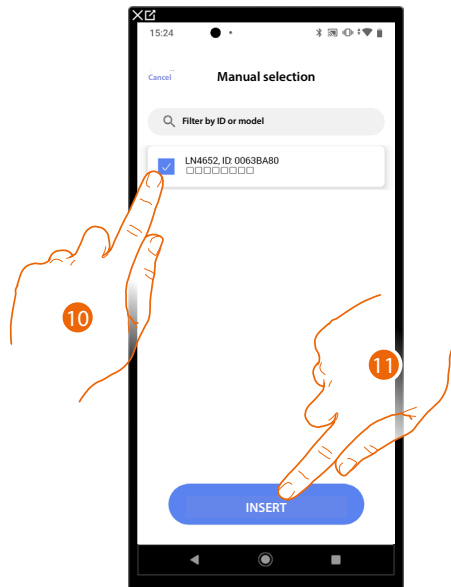 15:24
Cancel
Manual selection
Filter by ID or model
LN4652, ID: 0063BA80
□□□□□□□□
10
11
INSERT